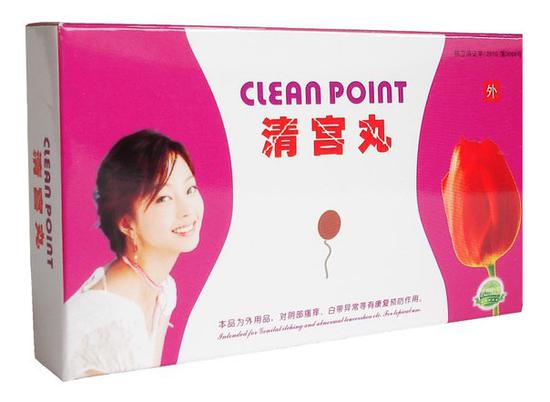 CLEAN POINT
清宫丸
外
本品为外用品,对阴部瘙痒、白带异常等有康复预防作用。
Intended for Genital itching and abnormal leucorrhea etc. For topical use.
CLEAN POINT
清宫丸